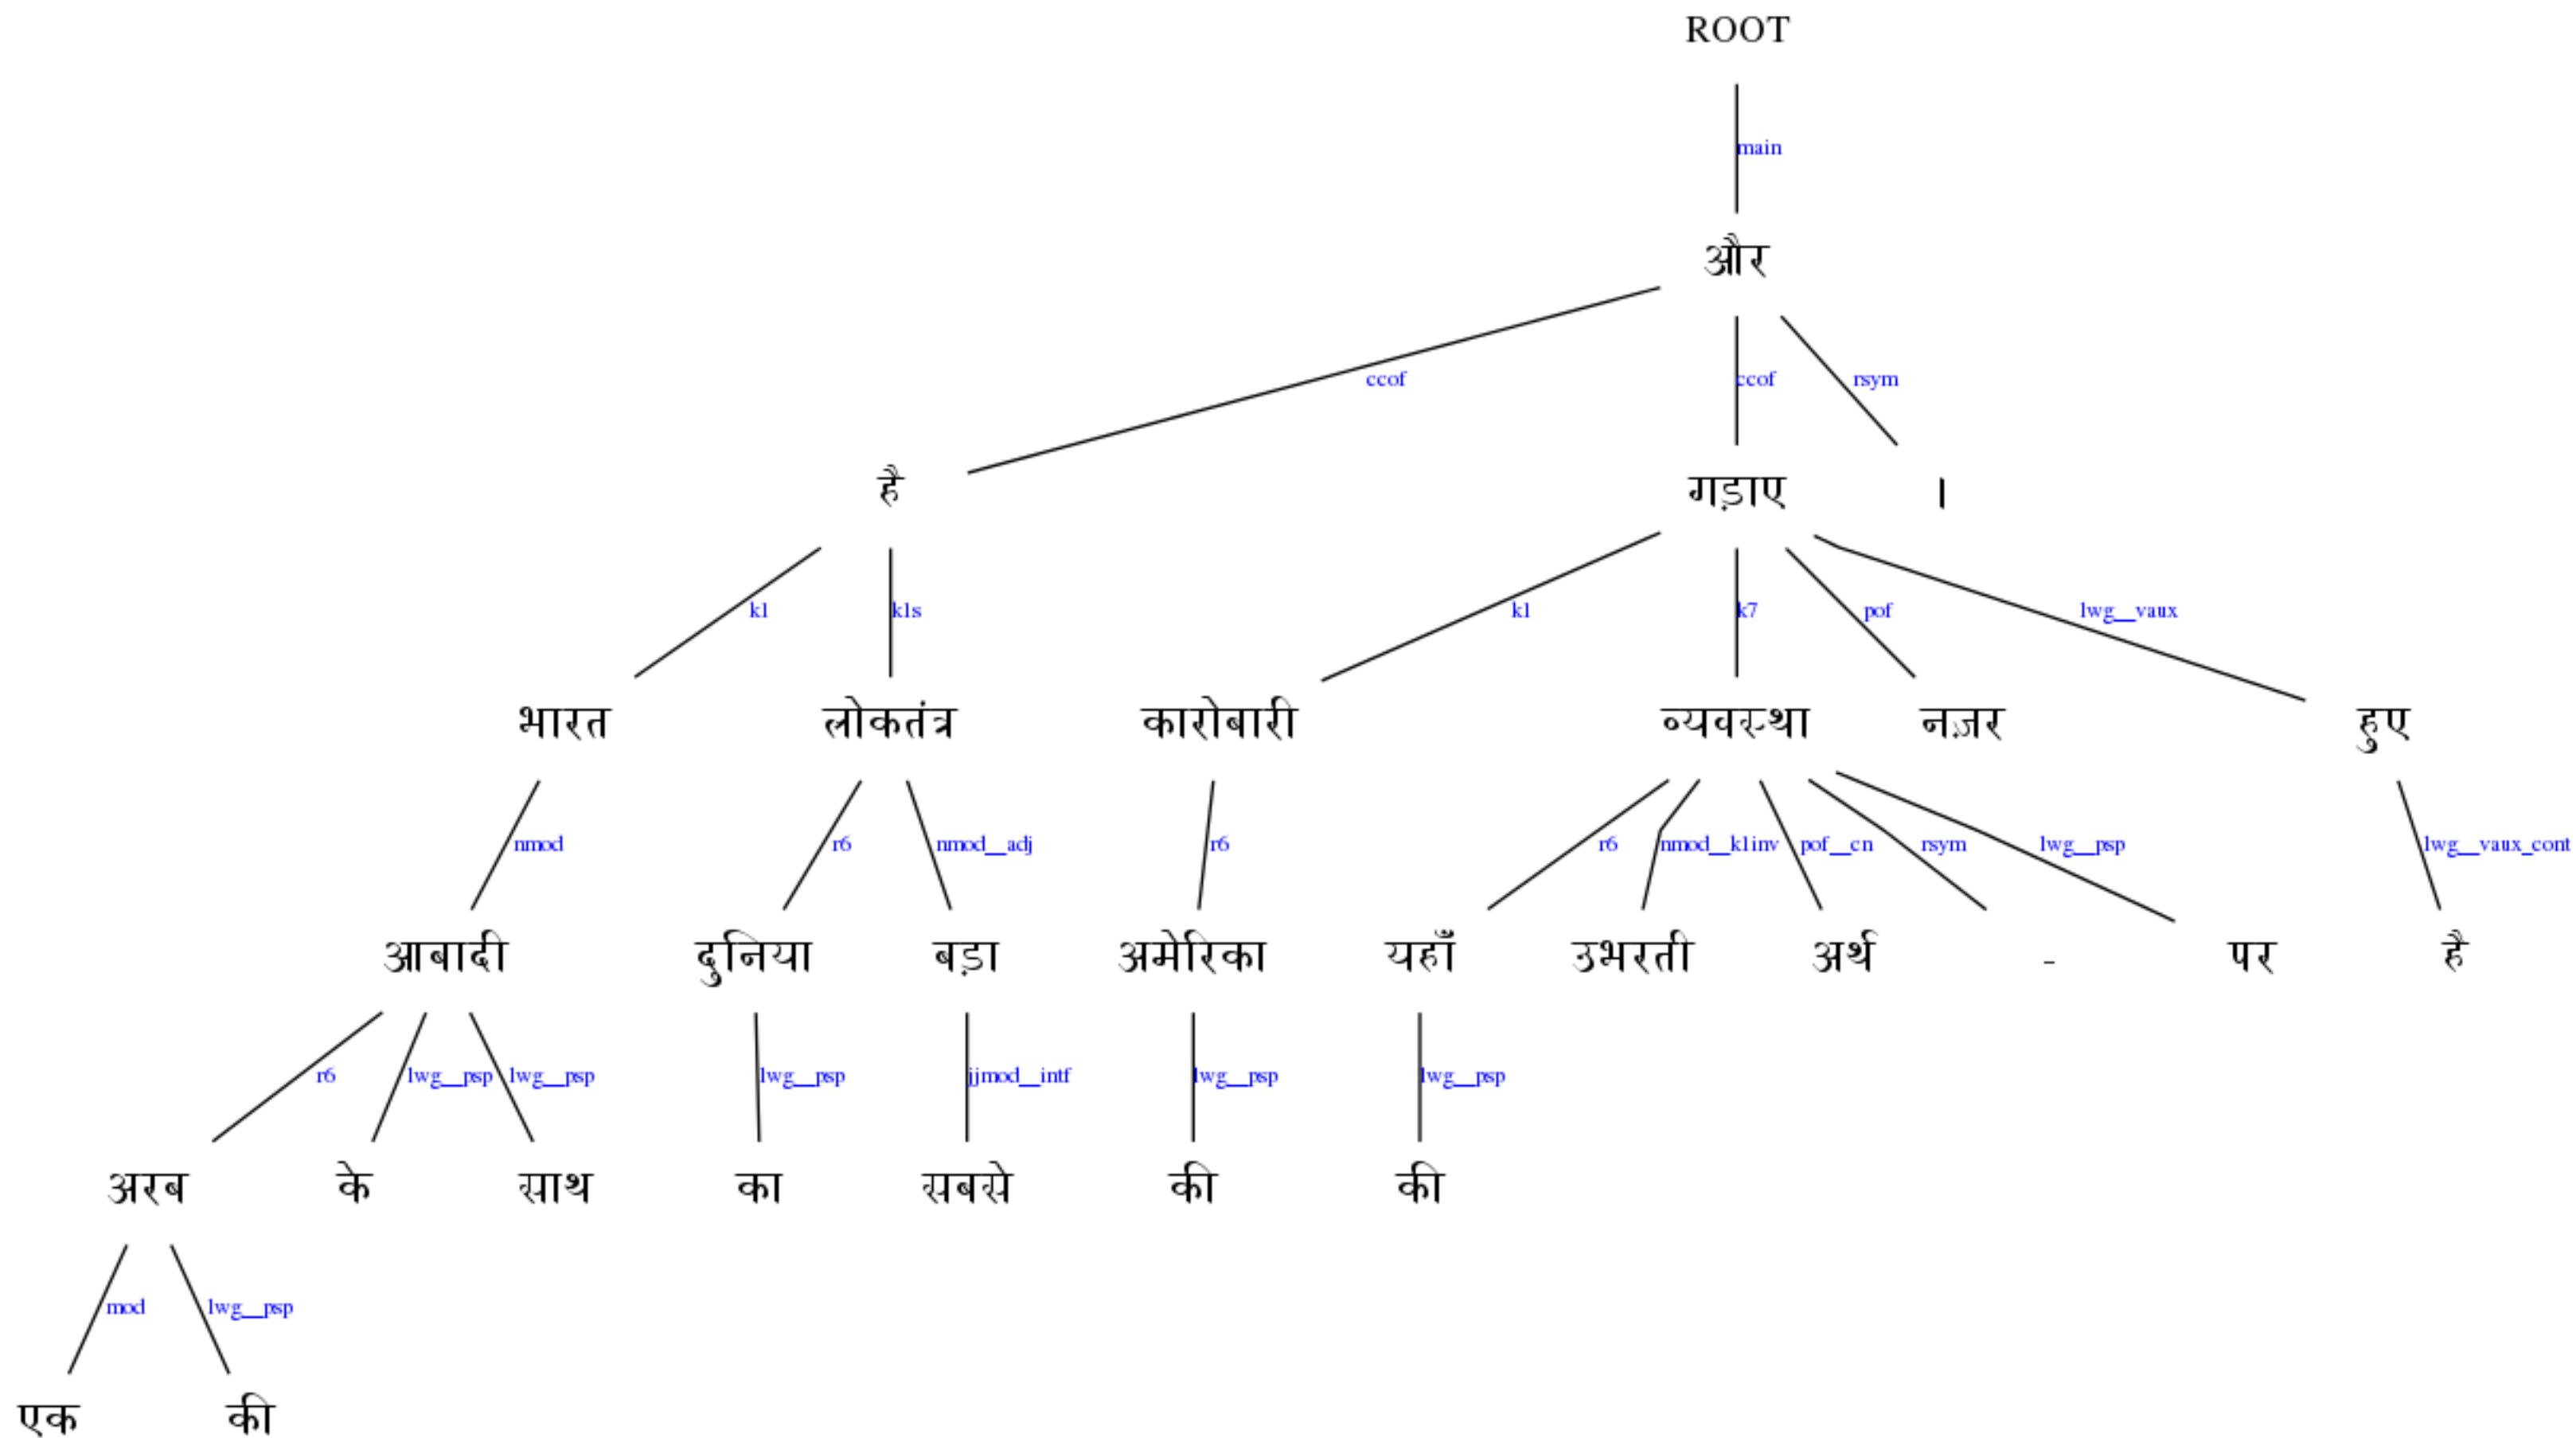 ROOT
main
और
ccof ccof rsym
है गड़ाए ।
k1 k1s k1 k7 pof lwg__vaux
भारत लोकतंत्र कारोबारी व्यवस्था नज़र हुए
nmod r6 nmod__adj r6 r6 nmod__k1inv pof__cn rsym lwg__psp lwg__vaux_cont
आबादी दुनिया बड़ा अमेरिका यहाँ उभरती अर्थ - पर है
r6 lwg__psp lwg__psp lwg__psp jjmod__intf lwg__psp lwg__psp
अरब के साथ का सबसे की की
mod lwg__psp
एक की